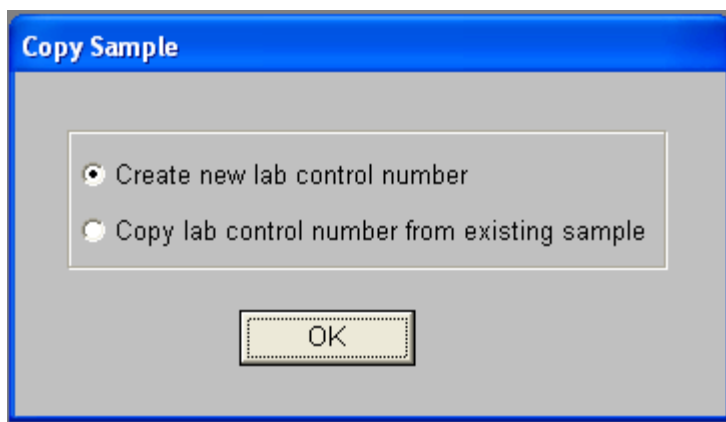 Copy Sample
Create new lab control number
Copy lab control number from existing sample
OK